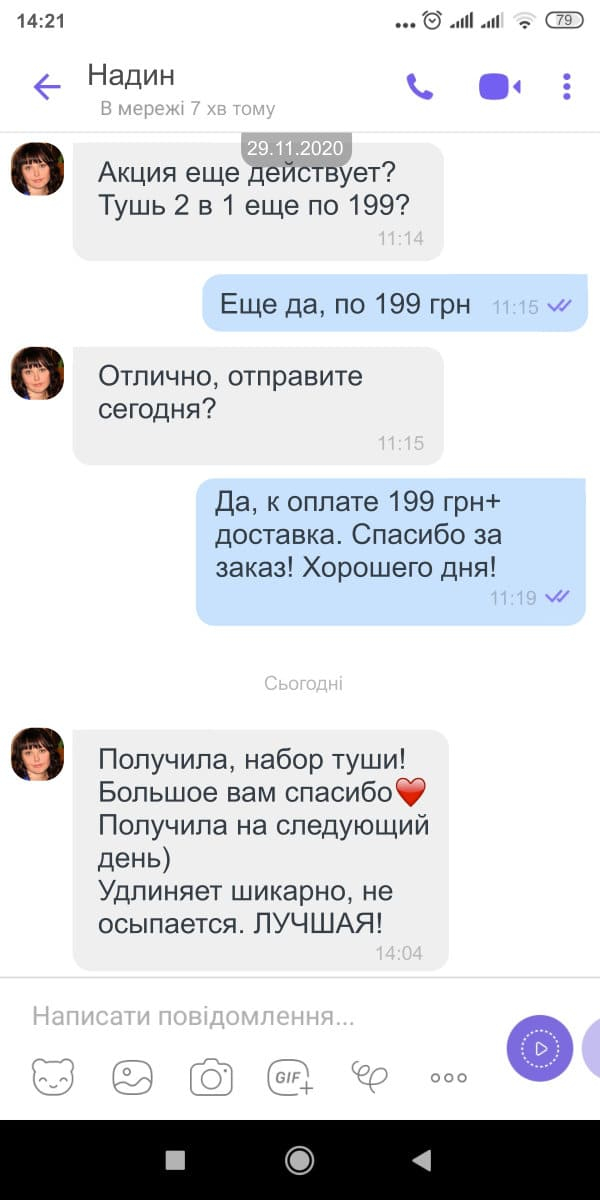 14:21
79
Надин
В мережі 7 хв тому
29.11.2020
Акция еще действует?
Тушь 2 в 1 еще по 199?
11:14
Еще да, по 199 грн 11:15
Отлично, отправите
сегодня?
11:15
Да, к оплате 199 грн+
доставка. Спасибо за
заказ! Хорошего дня!
11:19
Сьогодні
Получила, набор туши!
Большое вам спасибо❤️
Получила на следующий
день)
Удлиняет шикарно, не
осыпается. ЛУЧШАЯ!
14:04
Написати повідомлення...
GIF